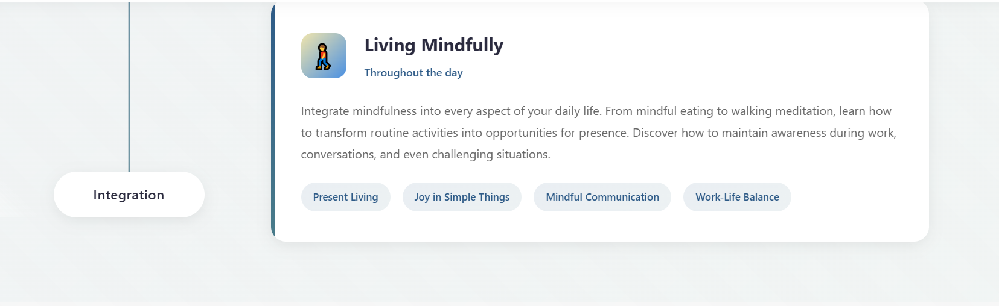 Living Mindfully
Throughout the day
Integrate mindfulness into every aspect of your daily life. From mindful eating to walking meditation, learn how
to transform routine activities into opportunities for presence. Discover how to maintain awareness during work,
conversations, and even challenging situations.
Integration
Present Living
Joy in Simple Things
Mindful Communication
Work-Life Balance